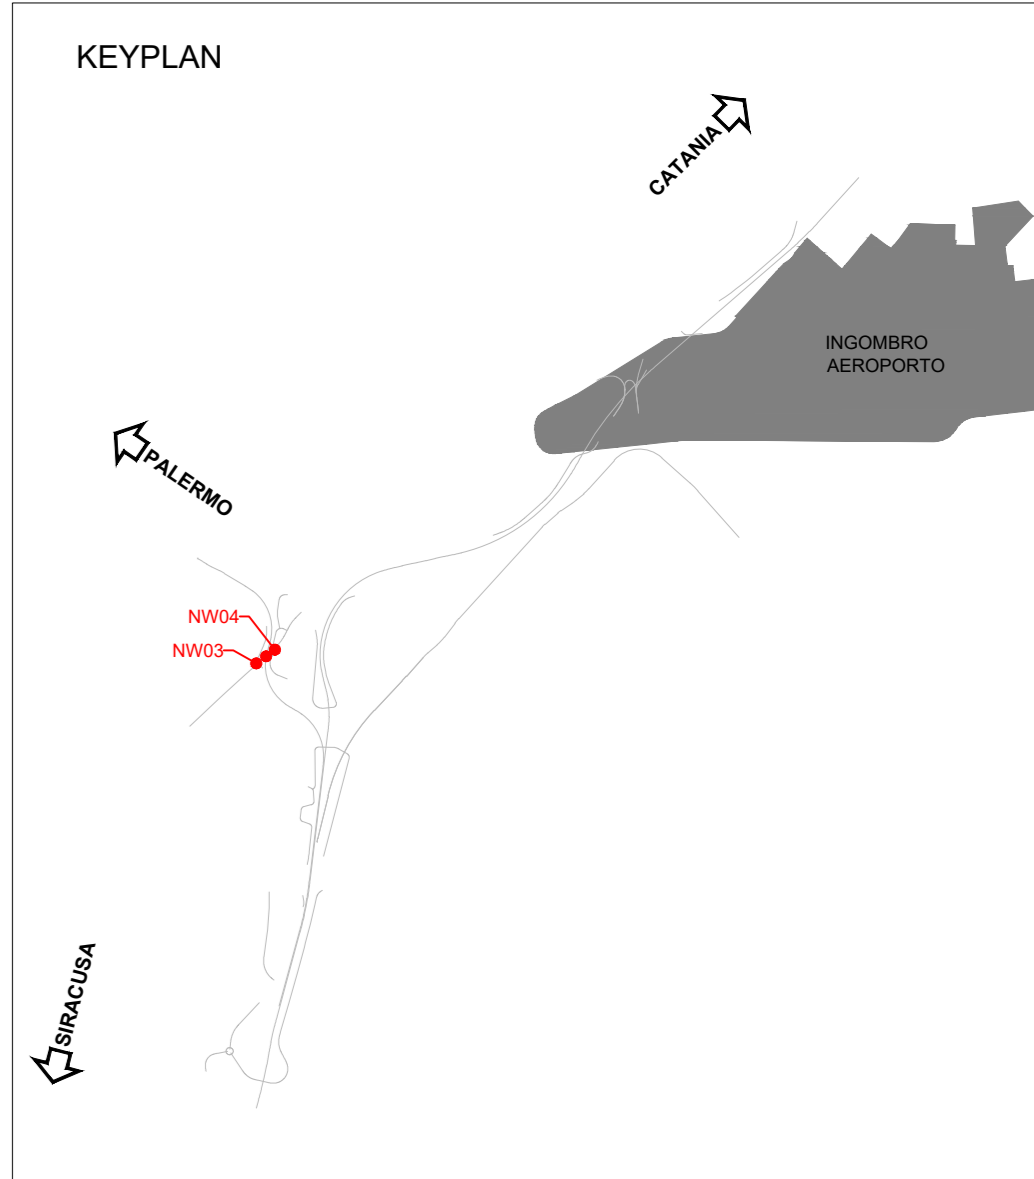 KEYPLAN
CATANIA
INGOMBRO
AEROPORTO
PALERMO
NW04
NW03
SIRACUSA